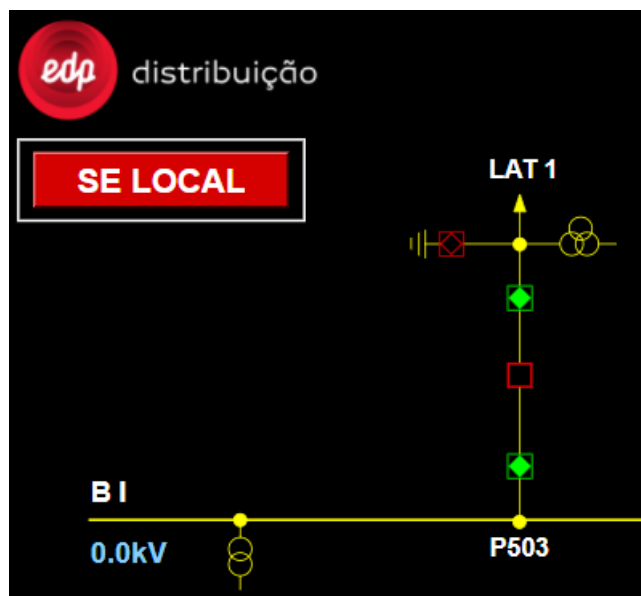 edp distribuição
SE LOCAL
LAT 1
B I
0.0kV
P503